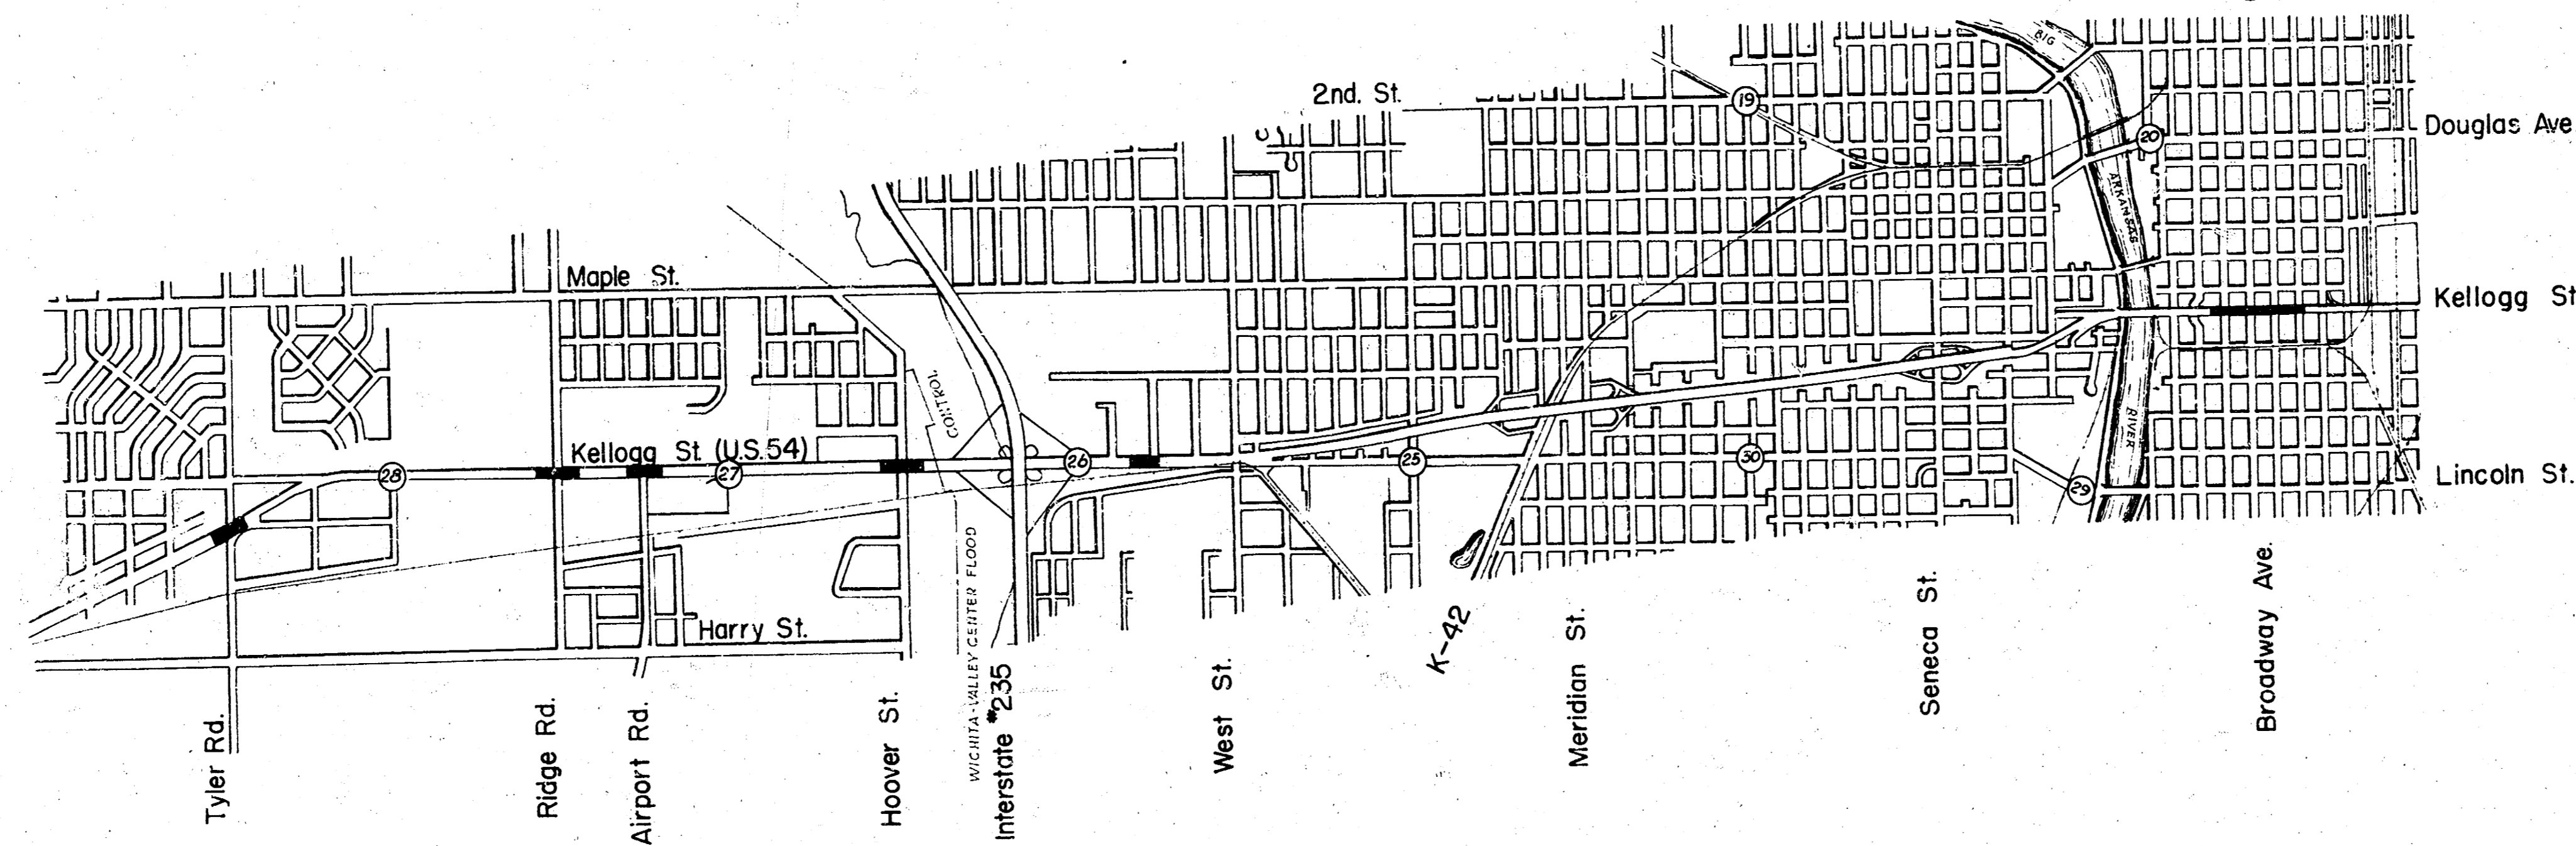 BIG
2nd. St.
19
Douglas Ave
20
ARKANSAS
Maple St.
Kellogg St
CONTROL
Kellogg St. (U.S.54)
28
27
26
25
30
RIVER
Lincoln St.
29
Harry St.
WICHITA-VALLEY CENTER FLOOD
K-42
Tyler Rd.
Ridge Rd.
Airport Rd.
Hoover St.
Interstate #235
West St.
Meridian St.
Seneca St.
Broadway Ave.